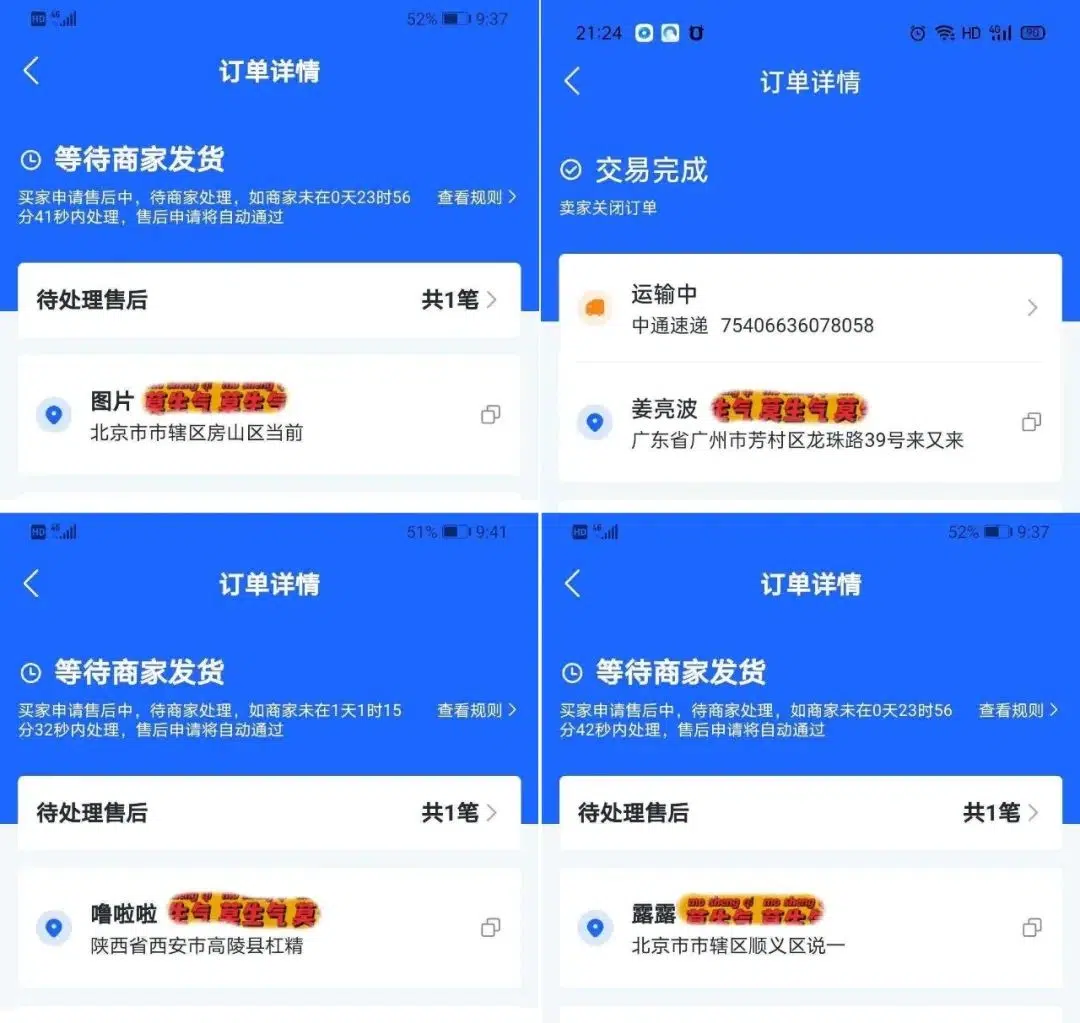 HD 4G 52% 9:37
订单详情
等待商家发货
买家申请售后中，待商家处理，如商家未在0天23时56
分41秒内处理，售后申请将自动通过
查看规则
待处理售后 共1笔
图片 莫生气 莫生气
北京市市辖区房山区当前
21:24 HD 4G 90
订单详情
交易完成
卖家关闭订单
运输中
中通速递 75406636078058
姜亮波 生气 莫生气 莫
广东省广州市芳村区龙珠路39号来又来
HD 4G 51% 9:41
订单详情
等待商家发货
买家申请售后中，待商家处理，如商家未在1天1时15
分32秒内处理，售后申请将自动通过
查看规则
待处理售后 共1笔
噜啦啦 生气 莫生气 莫
陕西省西安市高陵县杠精
HD 4G 52% 9:37
订单详情
等待商家发货
买家申请售后中，待商家处理，如商家未在0天23时56
分42秒内处理，售后申请将自动通过
查看规则
待处理售后 共1笔
mo sheng qi mo sheng
露露 莫生气 莫生
北京市市辖区顺义区说一